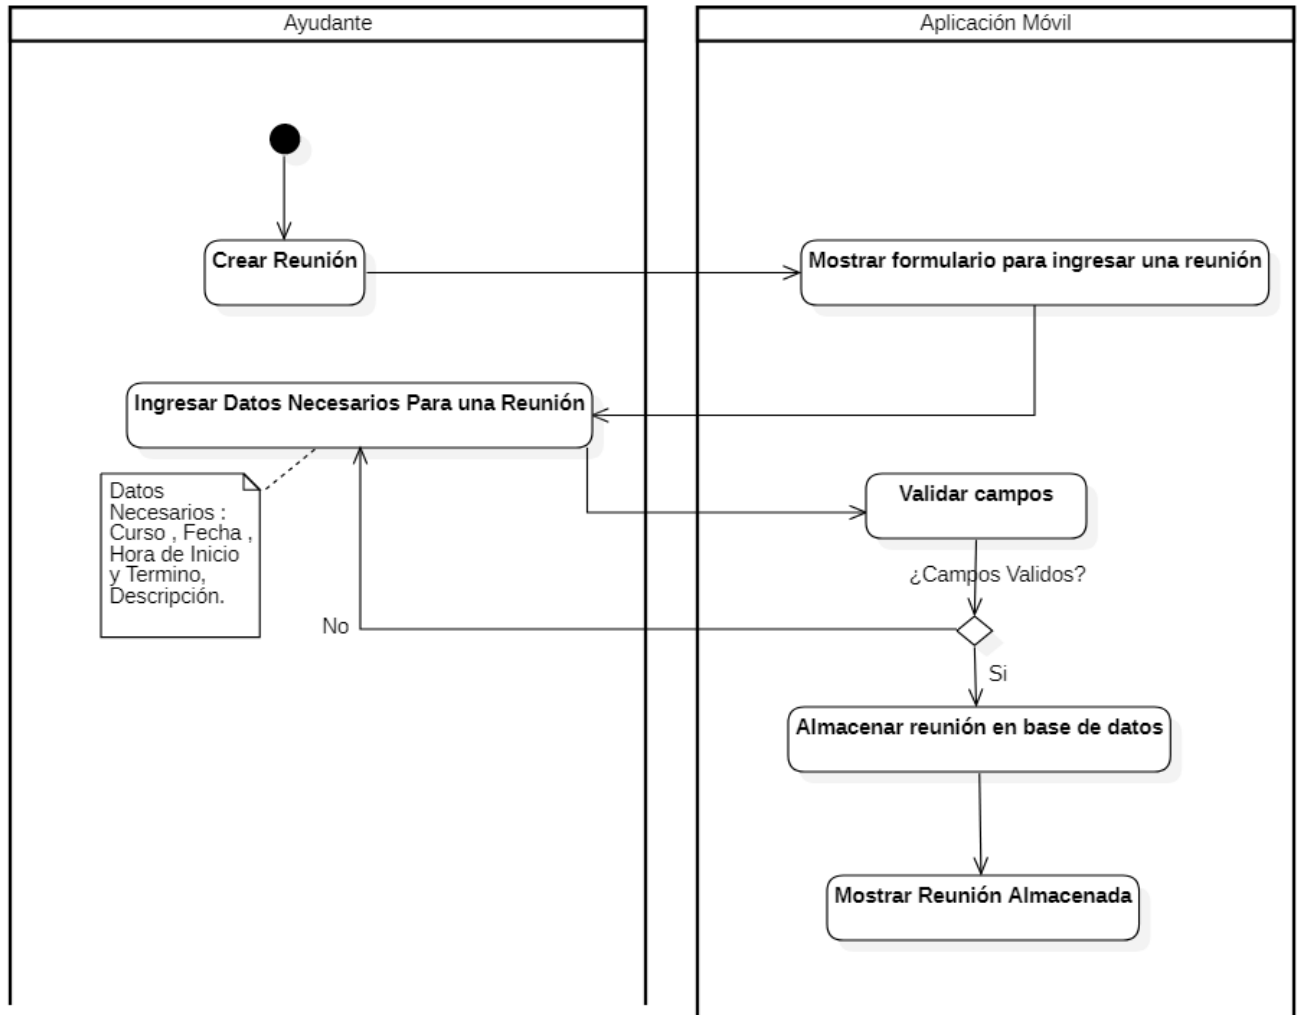 Ayudante
Aplicación Móvil
Crear Reunión
Mostrar formulario para ingresar una reunión
Ingresar Datos Necesarios Para una Reunión
Datos
Necesarios :
Curso , Fecha ,
Hora de Inicio
y Termino,
Descripción.
Validar campos
¿Campos Validos?
No
Si
Almacenar reunión en base de datos
Mostrar Reunión Almacenada